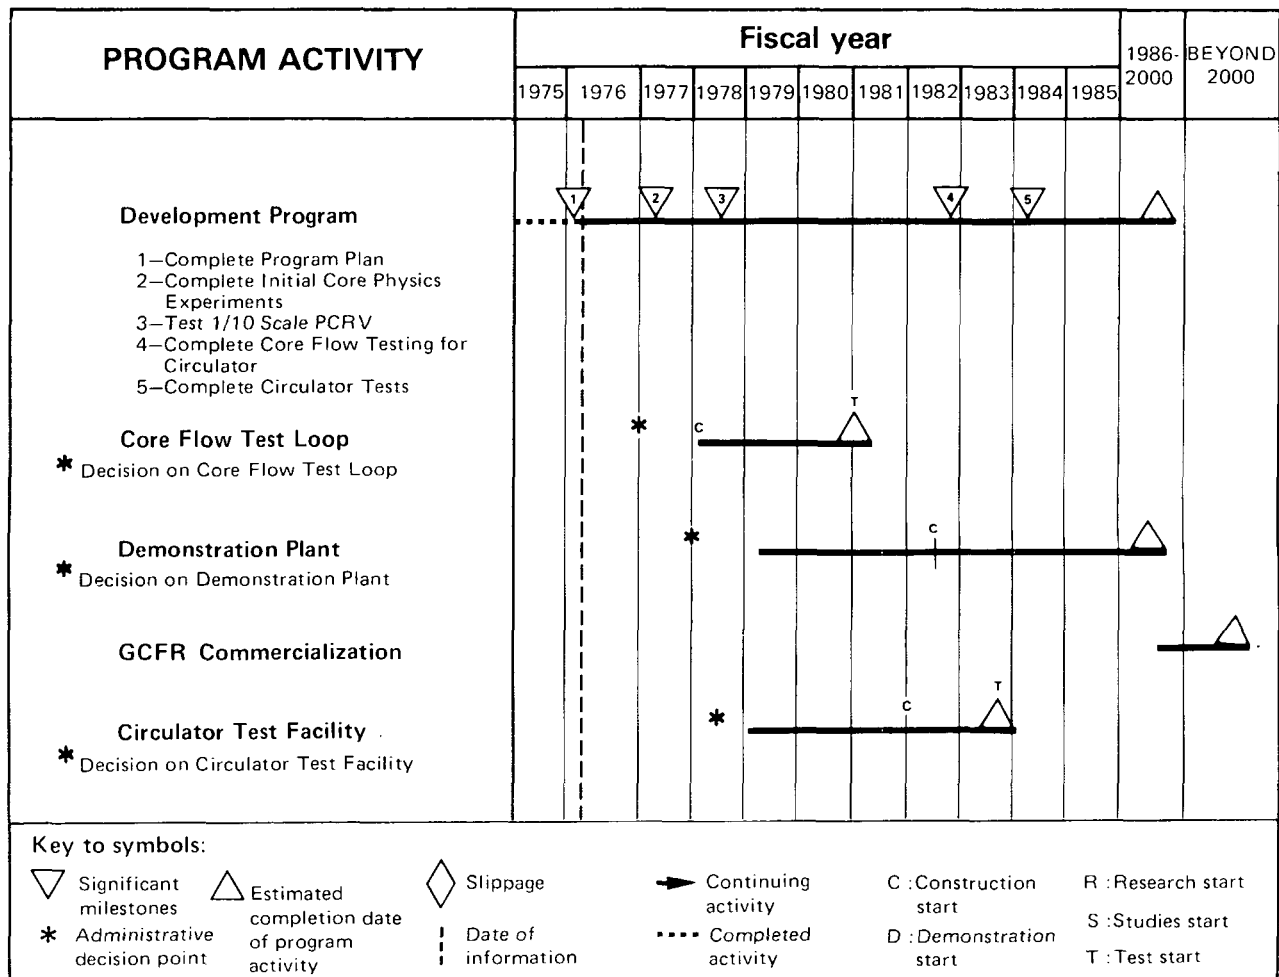 PROGRAM ACTIVITY
Fiscal year
1986-
2000
BEYOND
2000
1975 1976 1977 1978 1979 1980 1981 1982 1983 1984 1985
1 2 3 4 5
Development Program
1—Complete Program Plan
2—Complete Initial Core Physics
Experiments
3—Test 1/10 Scale PCRV
4—Complete Core Flow Testing for
Circulator
5—Complete Circulator Tests
T
* C
Core Flow Test Loop
* Decision on Core Flow Test Loop
* C
Demonstration Plant
* Decision on Demonstration Plant
GCFR Commercialization
T
* C
Circulator Test Facility
* Decision on Circulator Test Facility
Key to symbols:
Significant
milestones
* Administrative
decision point
Estimated
completion date
of program
activity
Slippage
Date of
information
Continuing
activity
Completed
activity
C :Construction
start
D :Demonstration
start
R :Research start
S :Studies start
T :Test start